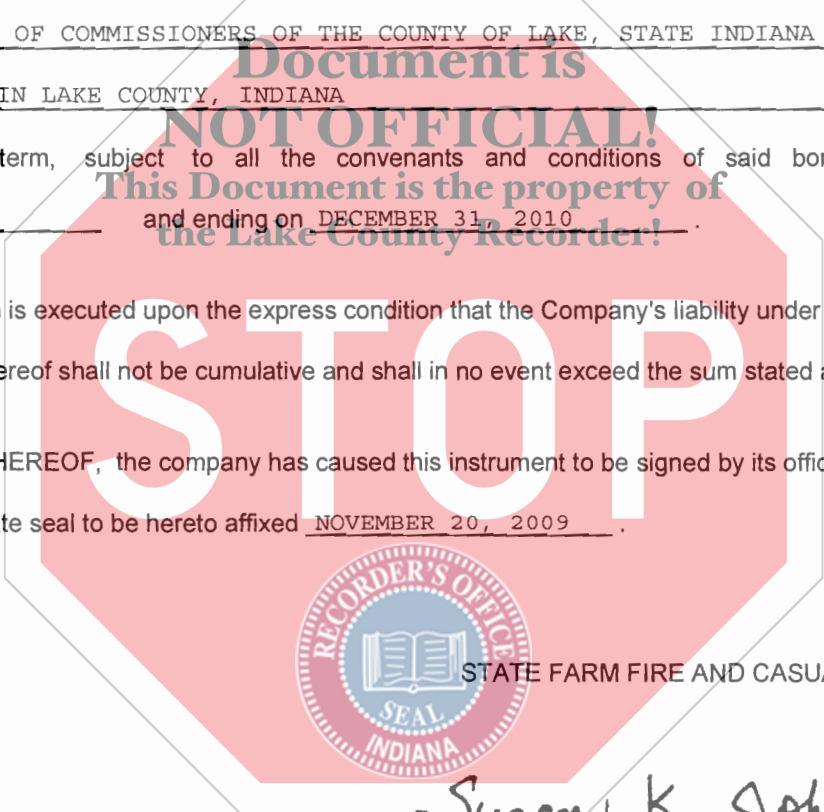 OF COMMISSIONERS OF THE COUNTY OF LAKE, STATE INDIANA
Document is
IN LAKE COUNTY, INDIANA
NOT OFFICIAL!
term, subject to all the convenants and conditions of said bon
This Document is the property of
and ending on DECEMBER 31, 2010 .
the Lake County Recorder!
is executed upon the express condition that the Company's liability under
ereof shall not be cumulative and shall in no event exceed the sum stated a
STOP
HEREOF, the company has caused this instrument to be signed by its offic
te seal to be hereto affixed NOVEMBER 20, 2009 .
RECORDER'S OFFICE
STATE FARM FIRE AND CASUA
SEAL
INDIANA
K.